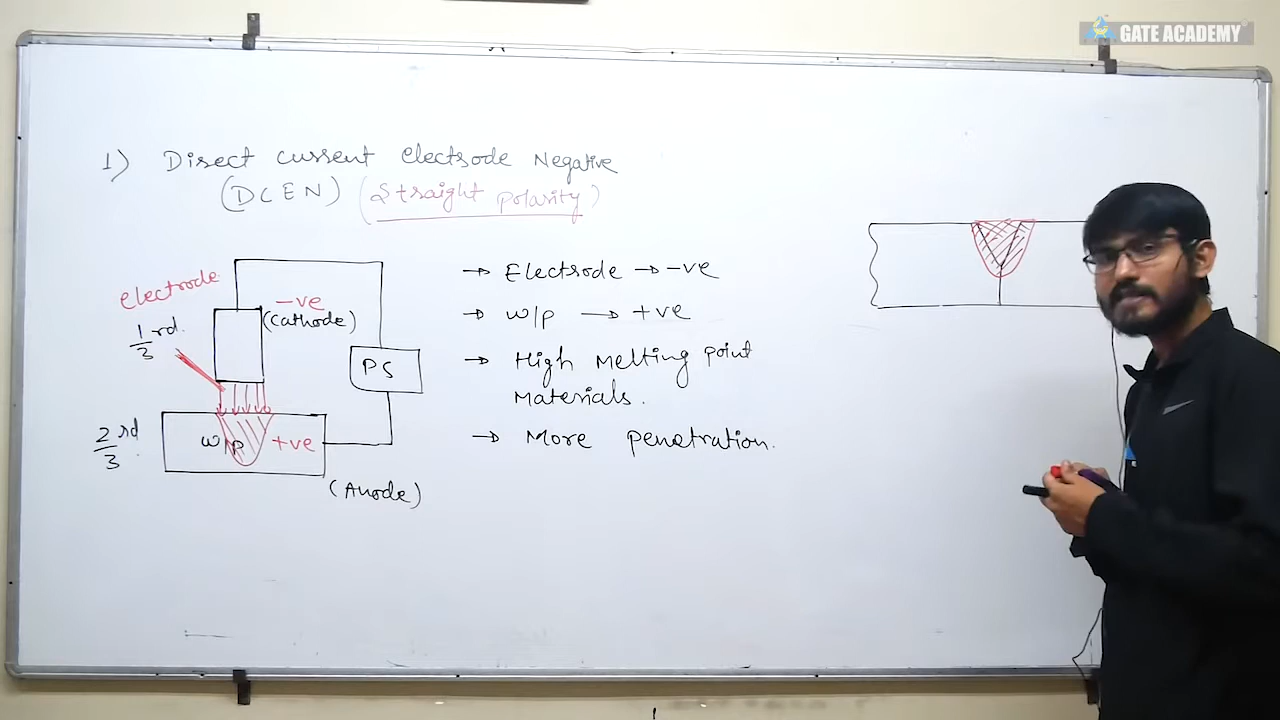 GATE ACADEMY
1) Direct current electrode Negative
(DCEN) (Straight polarity)
electrode
1/3 rd.
-ve
(Cathode)
PS
2/3 rd
W/P +ve
(Anode)
→ Electrode → -ve
→ W/P → +ve
→ High Melting point
Materials.
→ More penetration.